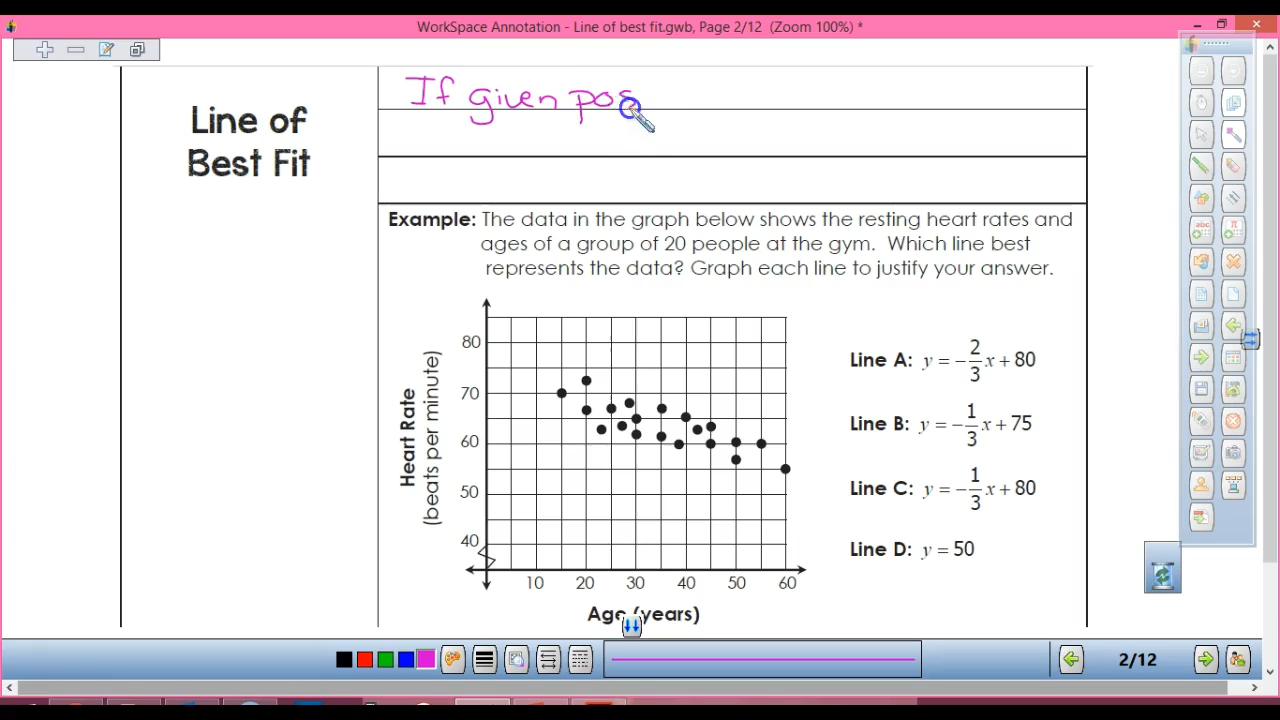 WorkSpace Annotation - Line of best fit.gwb, Page 2/12 (Zoom 100%) *
If given pos
Line of
Best Fit
Example: The data in the graph below shows the resting heart rates and
ages of a group of 20 people at the gym. Which line best
represents the data? Graph each line to justify your answer.
Heart Rate
(beats per minute)
80
70
60
50
40
10 20 30 40 50 60
Age (years)
Line A: y = -2/3 x + 80
Line B: y = -1/3 x + 75
Line C: y = -1/3 x + 80
Line D: y = 50
abc
π
2/12